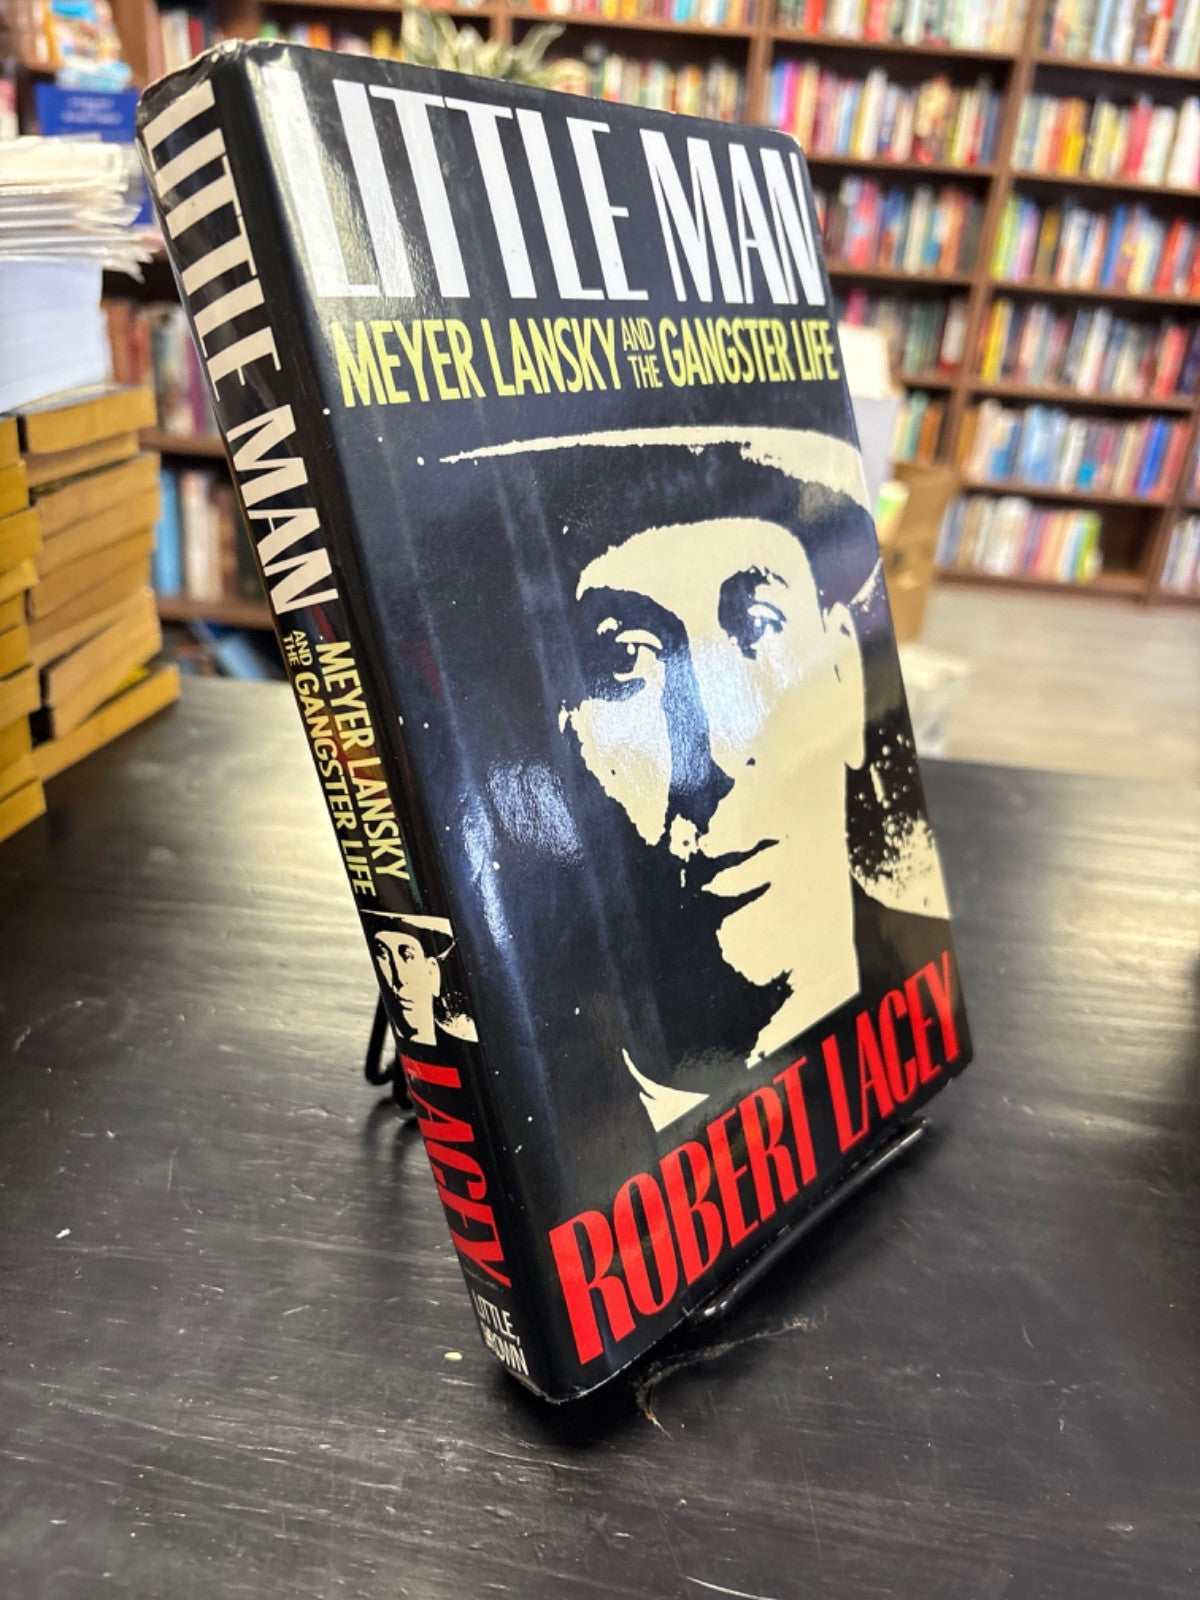 LITTLE MAN
MEYER LANSKY AND THE GANGSTER LIFE
ROBERT LACEY
LITTLE MAN
MEYER LANSKY
AND THE GANGSTER LIFE
LACEY
LITTLE,
BROWN